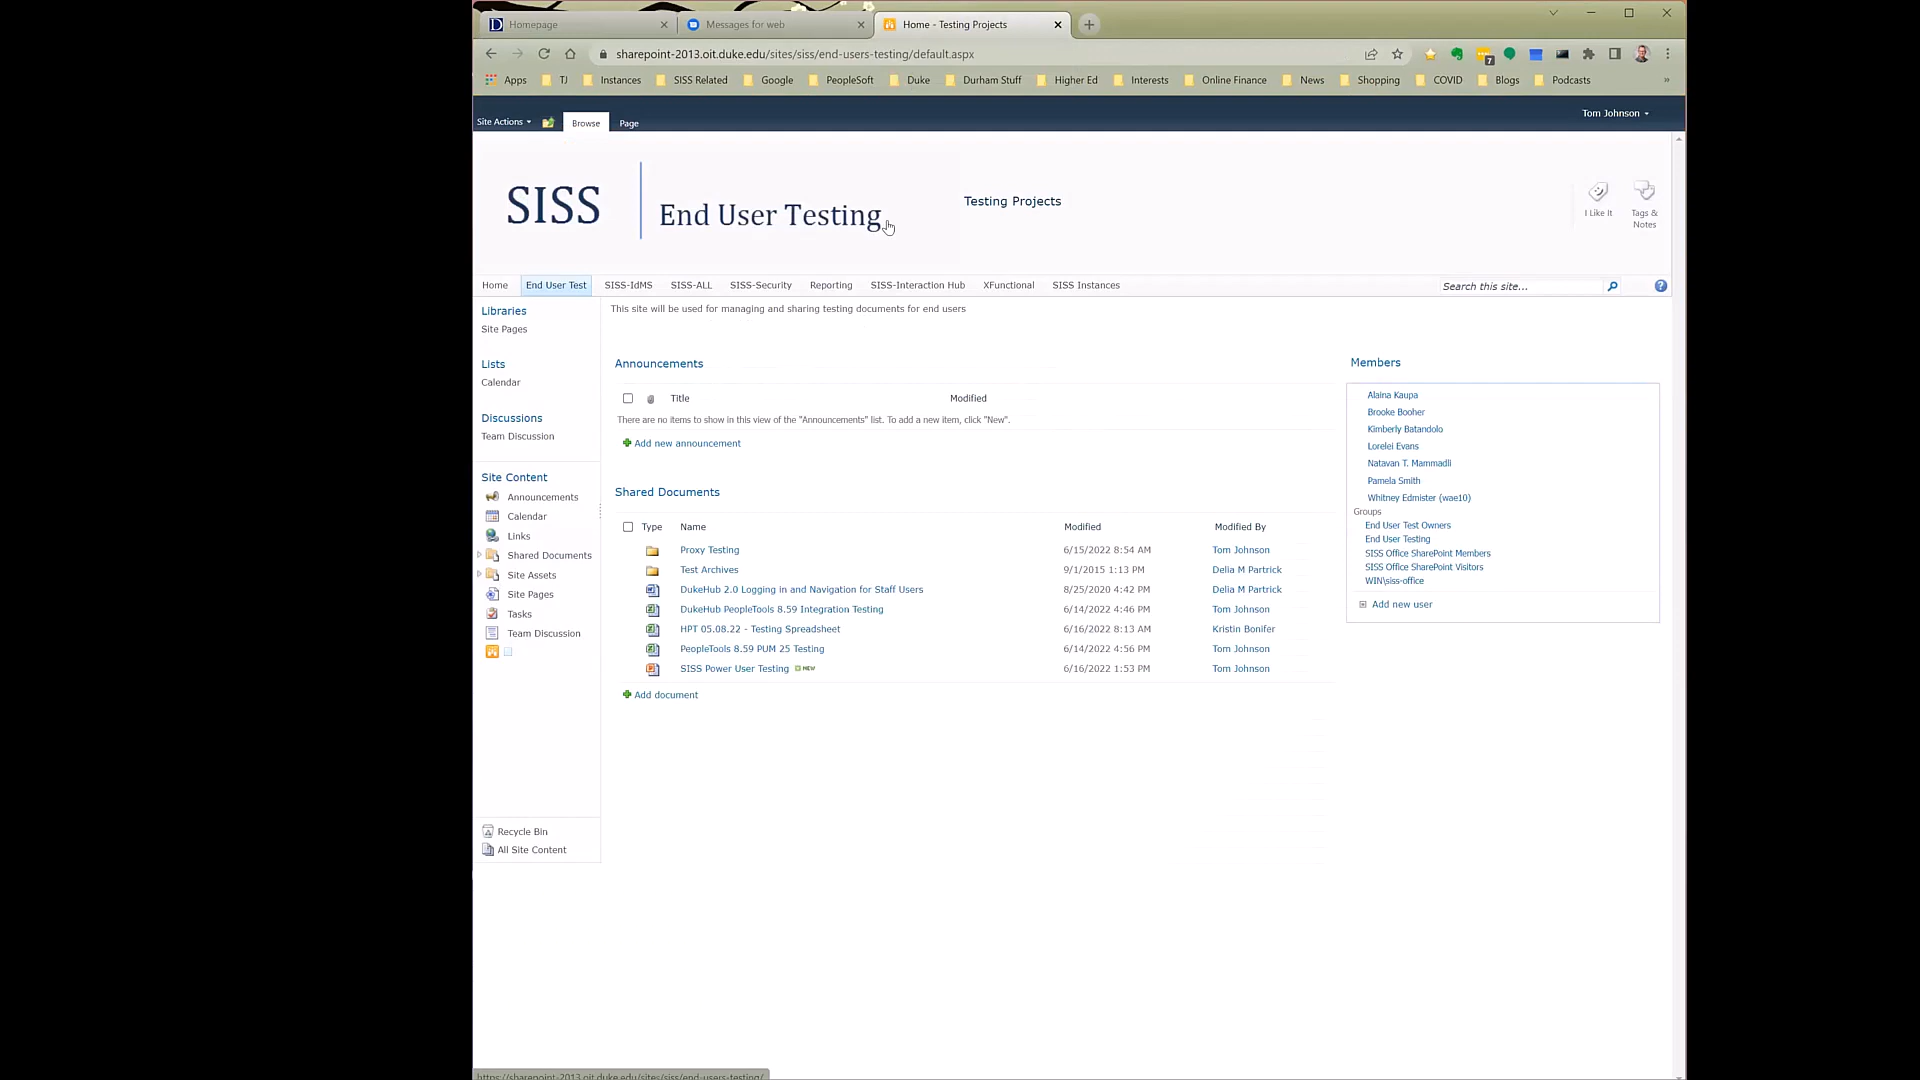 Homepage
Messages for web
Home - Testing Projects
sharepoint-2013.oit.duke.edu/sites/siss/end-users-testing/default.aspx
7
Apps TJ Instances SISS Related Google PeopleSoft Duke Durham Stuff Higher Ed Interests Online Finance News Shopping COVID Blogs Podcasts »
Site Actions Browse Page Tom Johnson
SISS End User Testing
Testing Projects
I Like It
Tags & Notes
Home End User Test SISS-IdMS SISS-ALL SISS-Security Reporting SISS-Interaction Hub XFunctional SISS Instances Search this site...
Libraries
Site Pages
Lists
Calendar
Discussions
Team Discussion
Site Content
Announcements
Calendar
Links
Shared Documents
Site Assets
Site Pages
Tasks
Team Discussion
Recycle Bin
All Site Content
This site will be used for managing and sharing testing documents for end users
Announcements
Title Modified
There are no items to show in this view of the "Announcements" list. To add a new item, click "New".
Add new announcement
Shared Documents
Type Name Modified Modified By
Proxy Testing 6/15/2022 8:54 AM Tom Johnson
Test Archives 9/1/2015 1:13 PM Delia M Partrick
DukeHub 2.0 Logging in and Navigation for Staff Users 8/25/2020 4:42 PM Delia M Partrick
DukeHub PeopleTools 8.59 Integration Testing 6/14/2022 4:46 PM Tom Johnson
HPT 05.08.22 - Testing Spreadsheet 6/16/2022 8:13 AM Kristin Bonifer
PeopleTools 8.59 PUM 25 Testing 6/14/2022 4:56 PM Tom Johnson
SISS Power User Testing NEW 6/16/2022 1:53 PM Tom Johnson
Add document
Members
Alaina Kaupa
Brooke Booher
Kimberly Batandolo
Lorelei Evans
Natavan T. Mammadli
Pamela Smith
Whitney Edmister (wae10)
Groups
End User Test Owners
End User Testing
SISS Office SharePoint Members
SISS Office SharePoint Visitors
WIN\siss-office
Add new user
https://sharepoint-2013.oit.duke.edu/sites/siss/end-users-testing/